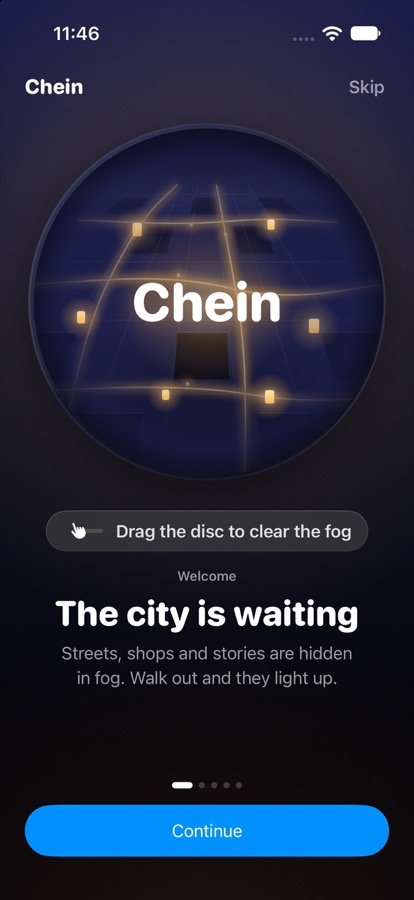 11:46
Chein
Skip
Chein
Drag the disc to clear the fog
Welcome
The city is waiting
Streets, shops and stories are hidden
in fog. Walk out and they light up.
Continue